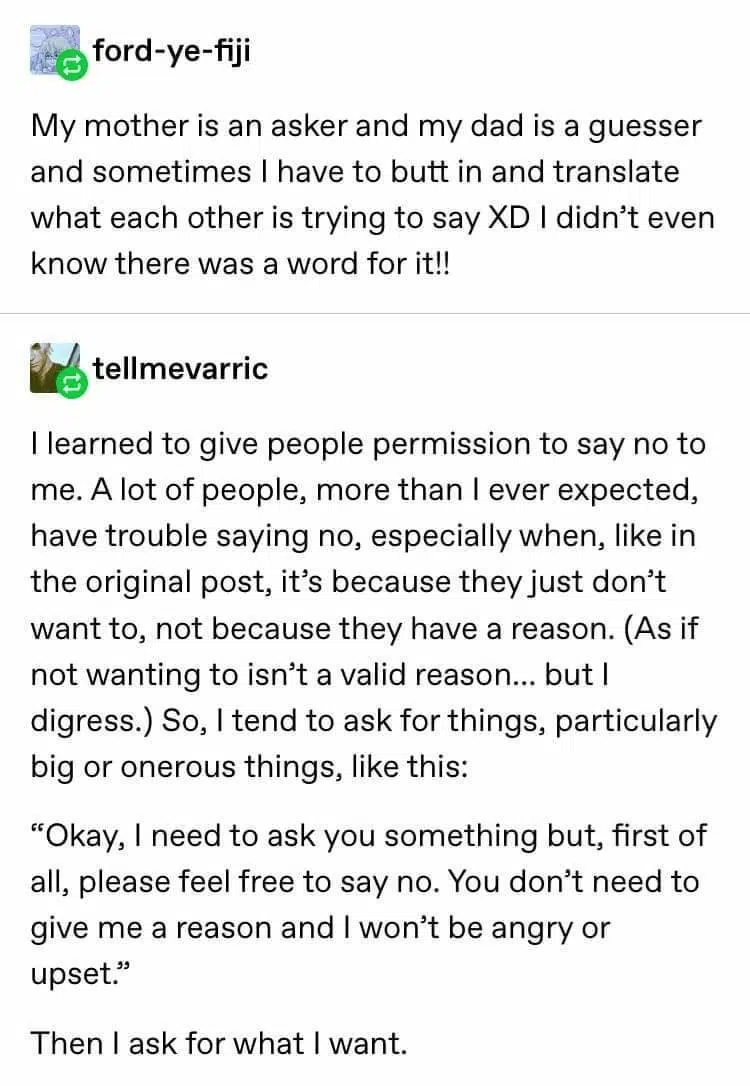 ford-ye-fiji
My mother is an asker and my dad is a guesser
and sometimes I have to butt in and translate
what each other is trying to say XD I didn’t even
know there was a word for it!!
tellmevarric
I learned to give people permission to say no to
me. A lot of people, more than I ever expected,
have trouble saying no, especially when, like in
the original post, it’s because they just don’t
want to, not because they have a reason. (As if
not wanting to isn’t a valid reason... but I
digress.) So, I tend to ask for things, particularly
big or onerous things, like this:
“Okay, I need to ask you something but, first of
all, please feel free to say no. You don’t need to
give me a reason and I won’t be angry or
upset.”
Then I ask for what I want.